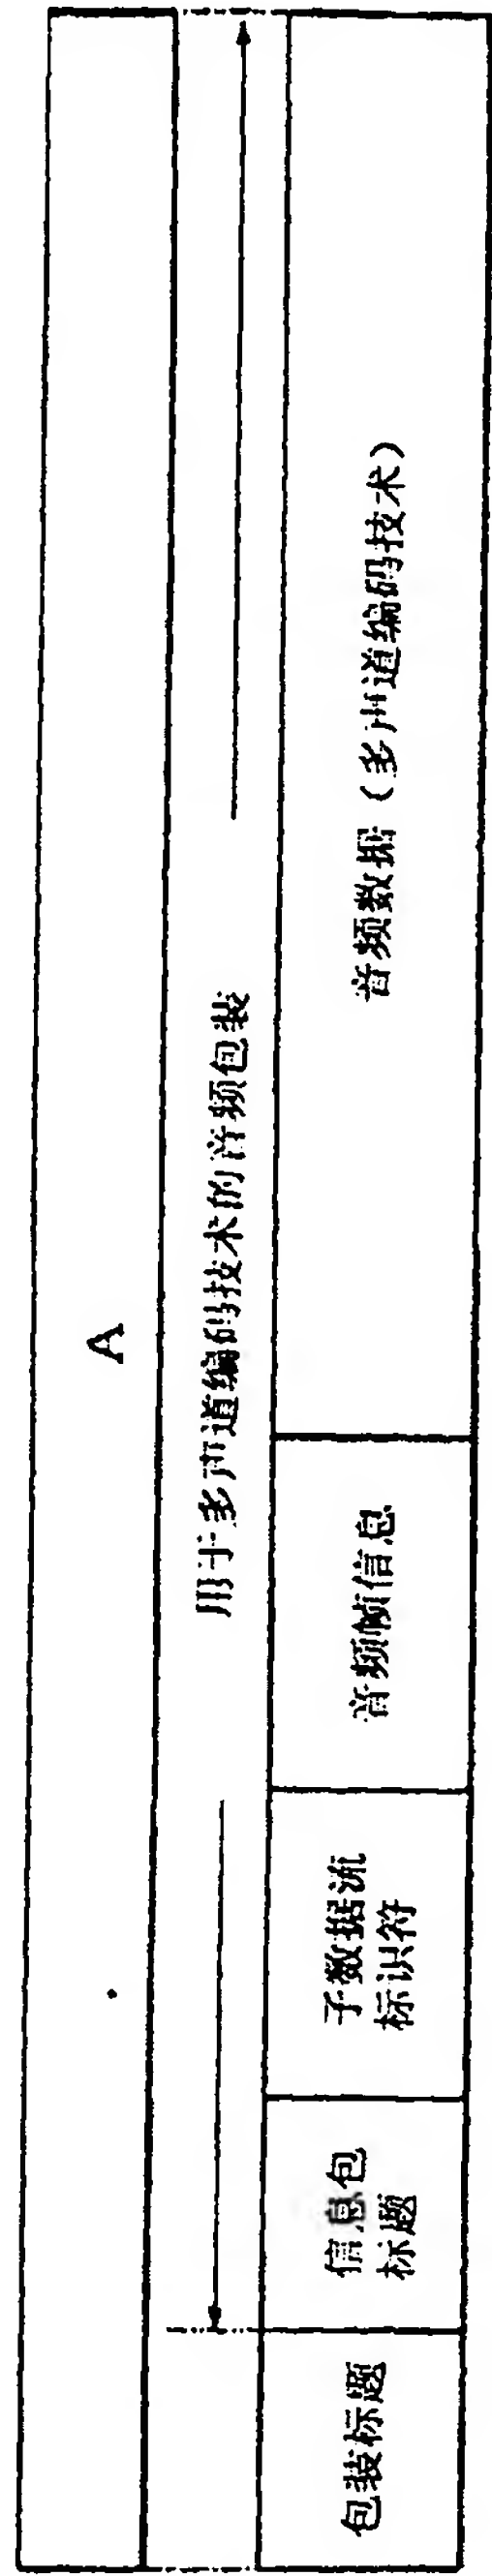 A
用于多声道编码技术的音频包装
包装标题
信息包
标题
子数据流
标识符
音频帧信息
音频数据（多声道编码技术）